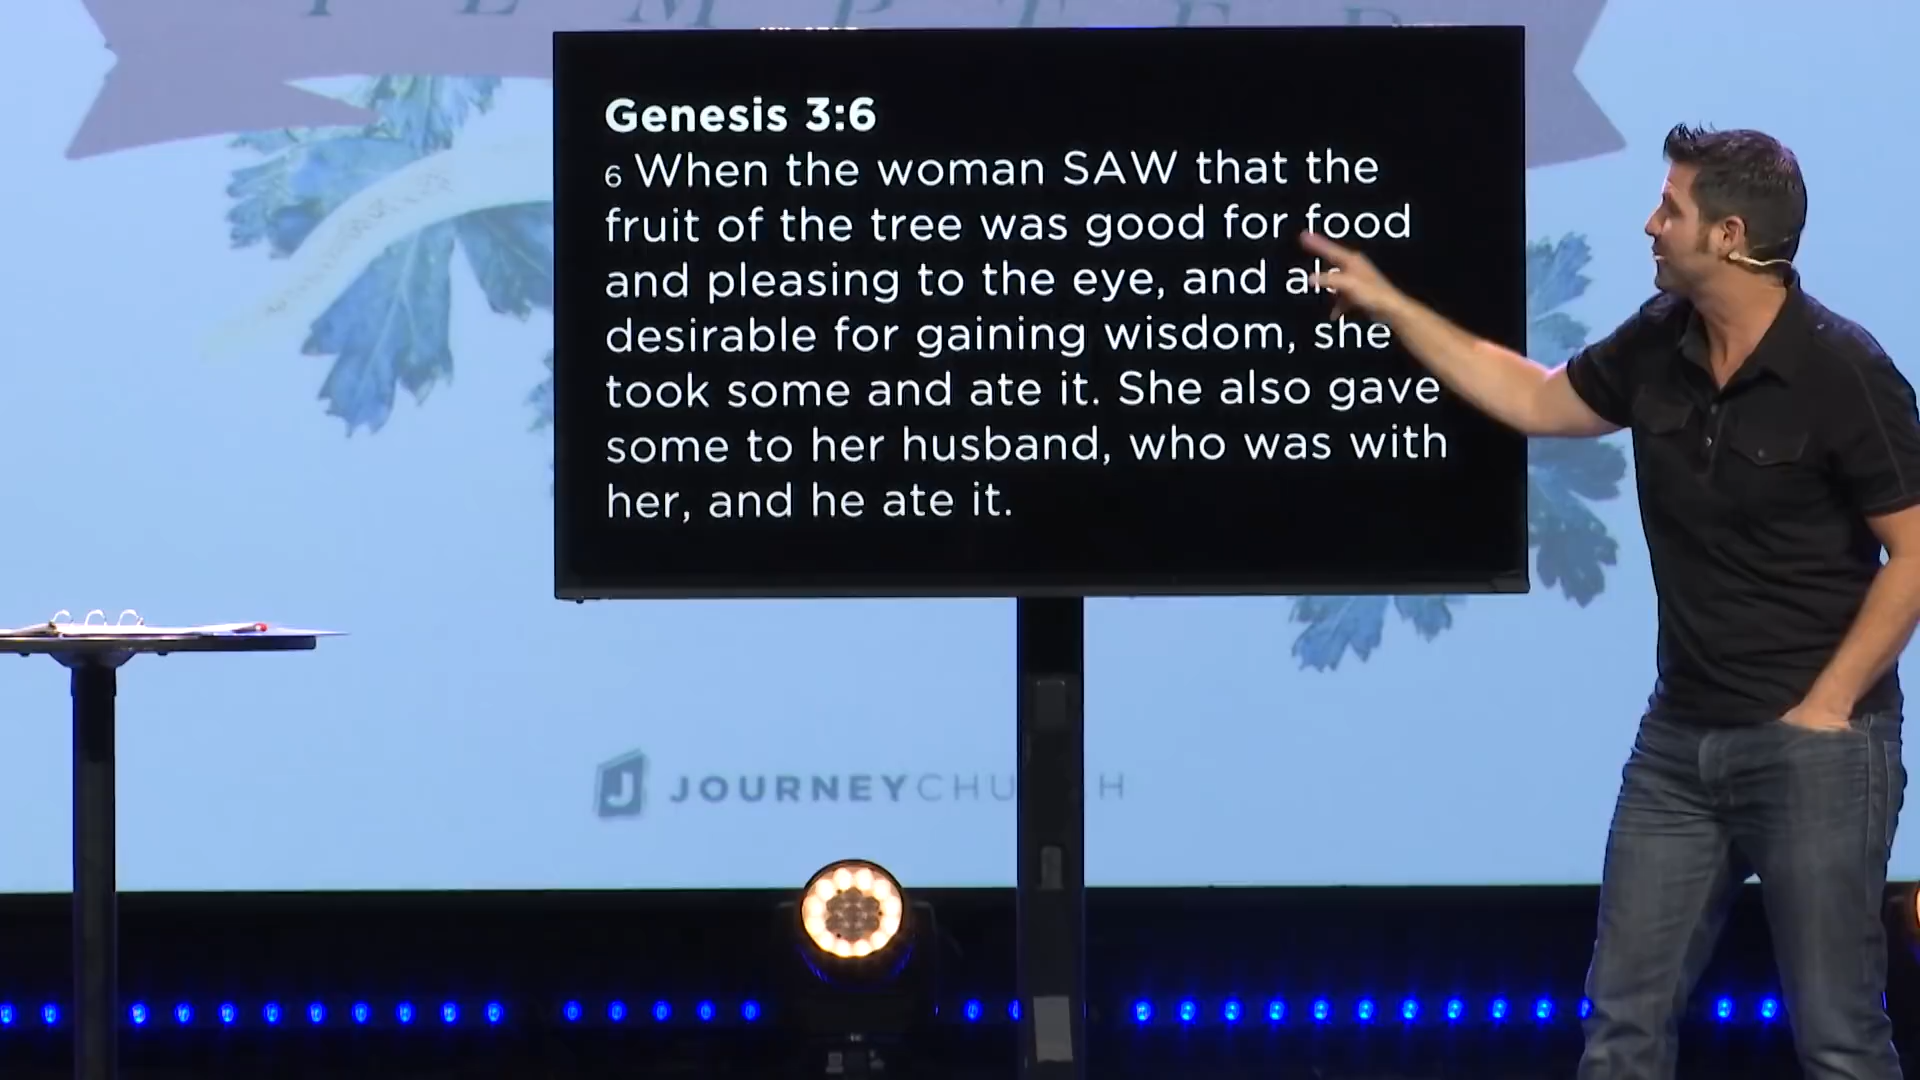 TEMPTED
Genesis 3:6
6 When the woman SAW that the
fruit of the tree was good for food
and pleasing to the eye, and
desirable for gaining wisdom, she
took some and ate it. She also gave
some to her husband, who was with
her, and he ate it.
J JOURNEYCHURCH